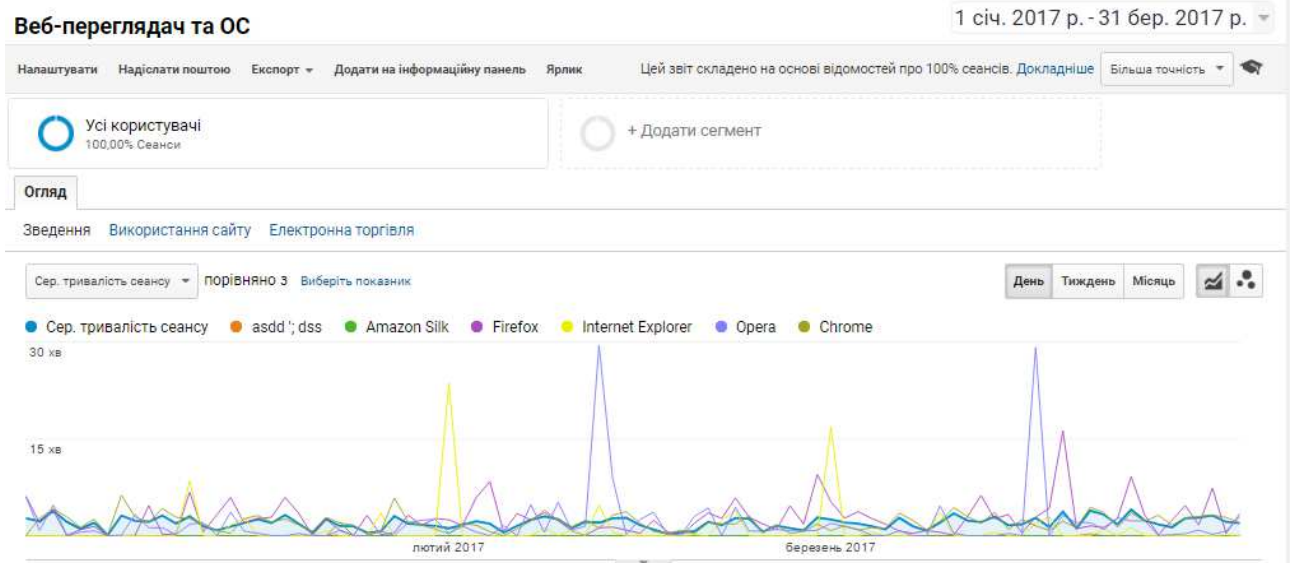 Веб-переглядач та ОС
1 січ. 2017 р. - 31 бер. 2017 р.
Налаштувати Надіслати поштою Експорт Додати на інформаційну панель Ярлик Цей звіт складено на основі відомостей про 100% сеансів. Докладніше Більша точність
Усі користувачі
100,00% Сеанси
+ Додати сегмент
Огляд
Зведення Використання сайту Електронна торгівля
Сер. тривалість сеансу порівняно з Виберіть показник День Тиждень Місяць
Сер. тривалість сеансу asdd '; dss Amazon Silk Firefox Internet Explorer Opera Chrome
30 хв
15 хв
лютий 2017 березень 2017